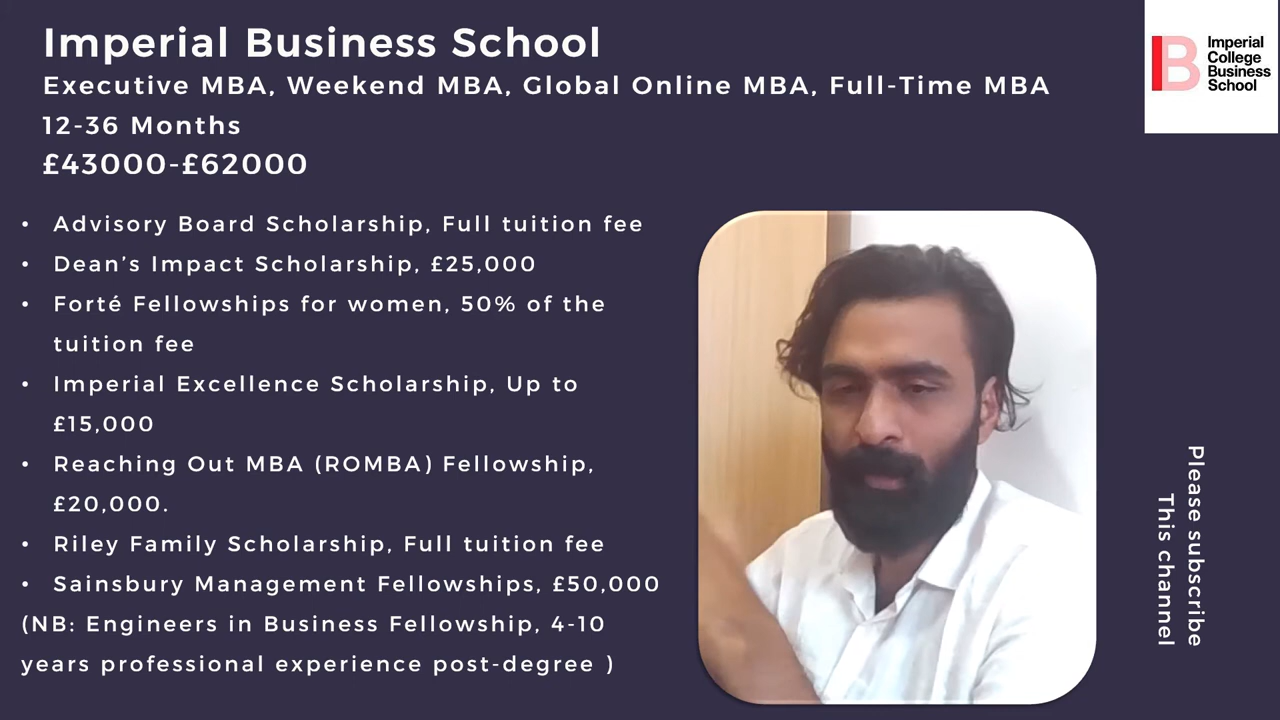 Imperial Business School
Executive MBA, Weekend MBA, Global Online MBA, Full-Time MBA
12-36 Months
£43000-£62000
Imperial
College
Business
School
• Advisory Board Scholarship, Full tuition fee
• Dean’s Impact Scholarship, £25,000
• Forté Fellowships for women, 50% of the
tuition fee
• Imperial Excellence Scholarship, Up to
£15,000
• Reaching Out MBA (ROMBA) Fellowship,
£20,000.
• Riley Family Scholarship, Full tuition fee
• Sainsbury Management Fellowships, £50,000
(NB: Engineers in Business Fellowship, 4-10
years professional experience post-degree )
Please subscribe
This channel